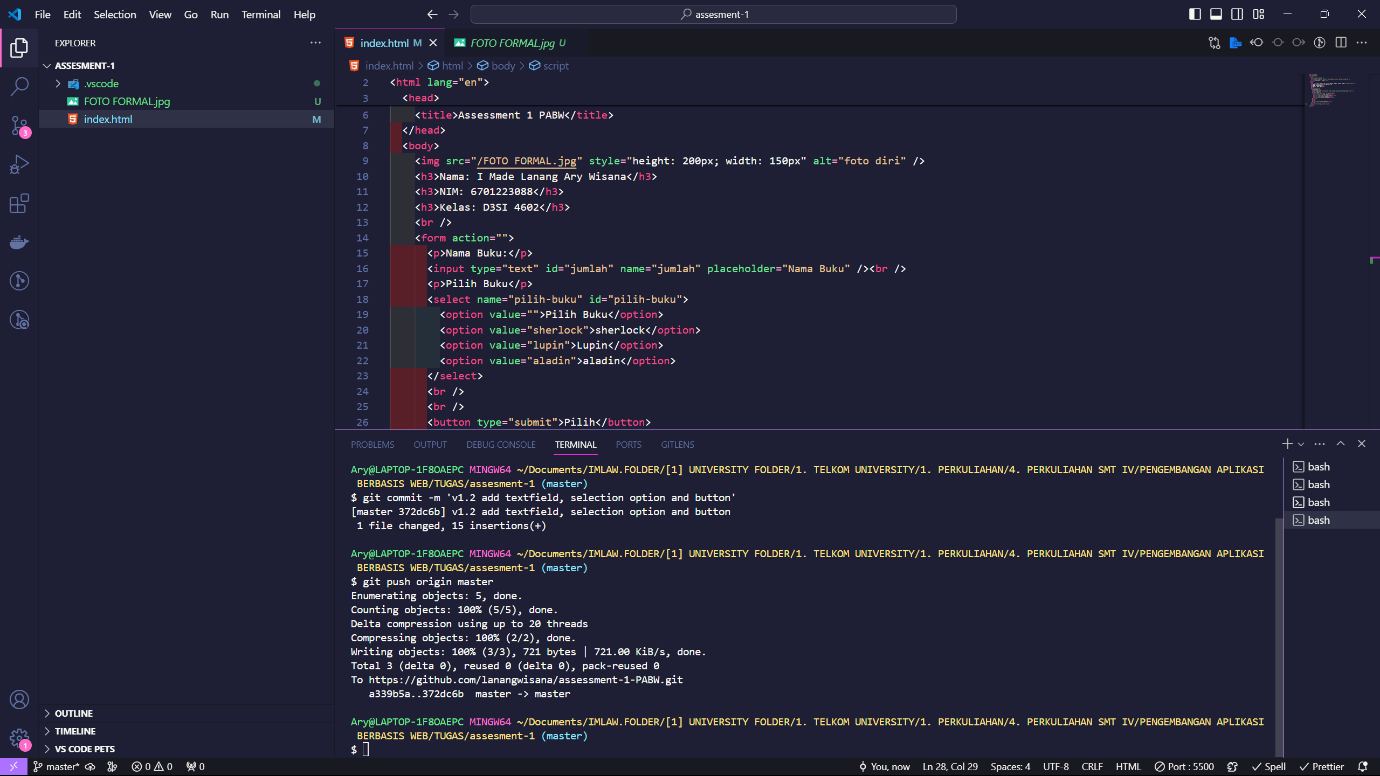 File Edit Selection View Go Run Terminal Help
assesment-1
EXPLORER
ASSESMENT-1
.vscode
FOTO FORMAL.jpg U
index.html M
3
1
OUTLINE
TIMELINE
VS CODE PETS
index.html M
FOTO FORMAL.jpg U
index.html > html > body > script
2 <html lang="en">
3 <head>
6 <title>Assessment 1 PABW</title>
7 </head>
8 <body>
9 <img src="/FOTO FORMAL.jpg" style="height: 200px; width: 150px" alt="foto diri" />
10 <h3>Nama: I Made Lanang Ary Wisana</h3>
11 <h3>NIM: 6701223088</h3>
12 <h3>Kelas: D3SI 4602</h3>
13 <br />
14 <form action="">
15 <p>Nama Buku:</p>
16 <input type="text" id="jumlah" name="jumlah" placeholder="Nama Buku" /><br />
17 <p>Pilih Buku</p>
18 <select name="pilih-buku" id="pilih-buku">
19 <option value="">Pilih Buku</option>
20 <option value="sherlock">sherlock</option>
21 <option value="lupin">Lupin</option>
22 <option value="aladin">aladin</option>
23 </select>
24 <br />
25 <br />
26 <button type="submit">Pilih</button>
PROBLEMS OUTPUT DEBUG CONSOLE TERMINAL PORTS GITLENS
Ary@LAPTOP-1F8OAEPC MINGW64 ~/Documents/IMLAW.FOLDER/[1] UNIVERSITY FOLDER/1. TELKOM UNIVERSITY/1. PERKULIAHAN/4. PERKULIAHAN SMT IV/PENGEMBANGAN APLIKASI
BERBASIS WEB/TUGAS/assesment-1 (master)
$ git commit -m 'v1.2 add textfield, selection option and button'
[master 372dc6b] v1.2 add textfield, selection option and button
1 file changed, 15 insertions(+)
Ary@LAPTOP-1F8OAEPC MINGW64 ~/Documents/IMLAW.FOLDER/[1] UNIVERSITY FOLDER/1. TELKOM UNIVERSITY/1. PERKULIAHAN/4. PERKULIAHAN SMT IV/PENGEMBANGAN APLIKASI
BERBASIS WEB/TUGAS/assesment-1 (master)
$ git push origin master
Enumerating objects: 5, done.
Counting objects: 100% (5/5), done.
Delta compression using up to 20 threads
Compressing objects: 100% (2/2), done.
Writing objects: 100% (3/3), 721 bytes | 721.00 KiB/s, done.
Total 3 (delta 0), reused 0 (delta 0), pack-reused 0
To https://github.com/lanangwisana/assessment-1-PABW.git
a339b5a..372dc6b master -> master
Ary@LAPTOP-1F8OAEPC MINGW64 ~/Documents/IMLAW.FOLDER/[1] UNIVERSITY FOLDER/1. TELKOM UNIVERSITY/1. PERKULIAHAN/4. PERKULIAHAN SMT IV/PENGEMBANGAN APLIKASI
BERBASIS WEB/TUGAS/assesment-1 (master)
$
bash
bash
bash
bash
master* 0 0 0 You, now Ln 28, Col 29 Spaces: 4 UTF-8 CRLF HTML Port : 5500 Spell Prettier